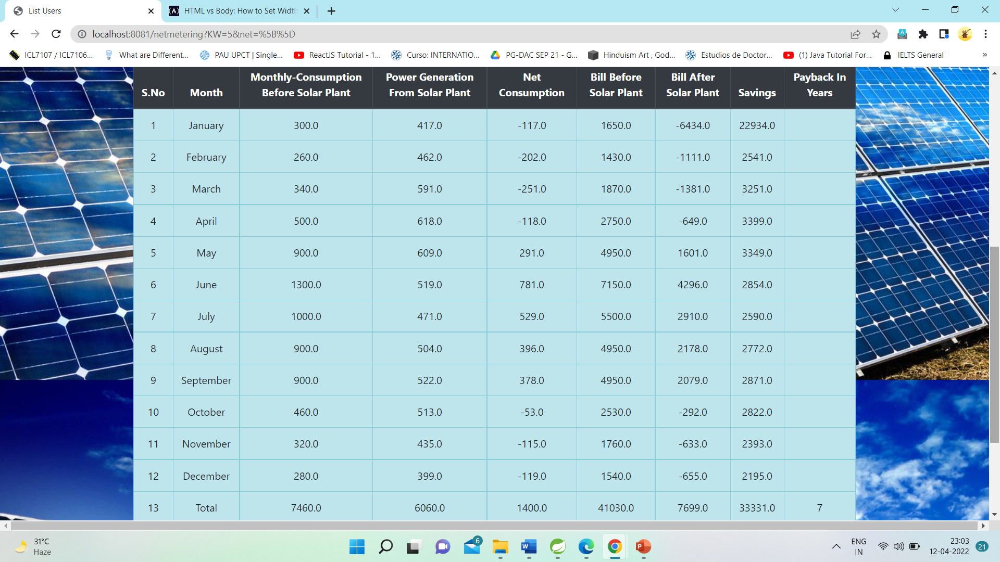 List Users
HTML vs Body: How to Set Width
localhost:8081/netmetering?KW=5&net=%5B%5D
ICL7107 / ICL7106... What are Different... PAU UPCT | Single... ReactJS Tutorial - 1... Curso: INTERNATIO... PG-DAC SEP 21 - G... Hinduism Art , God... Estudios de Doctor... (1) Java Tutorial For... IELTS General »
S.No Month Monthly-Consumption Before Solar Plant Power Generation From Solar Plant Net Consumption Bill Before Solar Plant Bill After Solar Plant Savings Payback In Years
1 January 300.0 417.0 -117.0 1650.0 -6434.0 22934.0
2 February 260.0 462.0 -202.0 1430.0 -1111.0 2541.0
3 March 340.0 591.0 -251.0 1870.0 -1381.0 3251.0
4 April 500.0 618.0 -118.0 2750.0 -649.0 3399.0
5 May 900.0 609.0 291.0 4950.0 1601.0 3349.0
6 June 1300.0 519.0 781.0 7150.0 4296.0 2854.0
7 July 1000.0 471.0 529.0 5500.0 2910.0 2590.0
8 August 900.0 504.0 396.0 4950.0 2178.0 2772.0
9 September 900.0 522.0 378.0 4950.0 2079.0 2871.0
10 October 460.0 513.0 -53.0 2530.0 -292.0 2822.0
11 November 320.0 435.0 -115.0 1760.0 -633.0 2393.0
12 December 280.0 399.0 -119.0 1540.0 -655.0 2195.0
13 Total 7460.0 6060.0 1400.0 41030.0 7699.0 33331.0 7
31°C
Haze
6
W
P
ENG
IN
23:03
12-04-2022
21